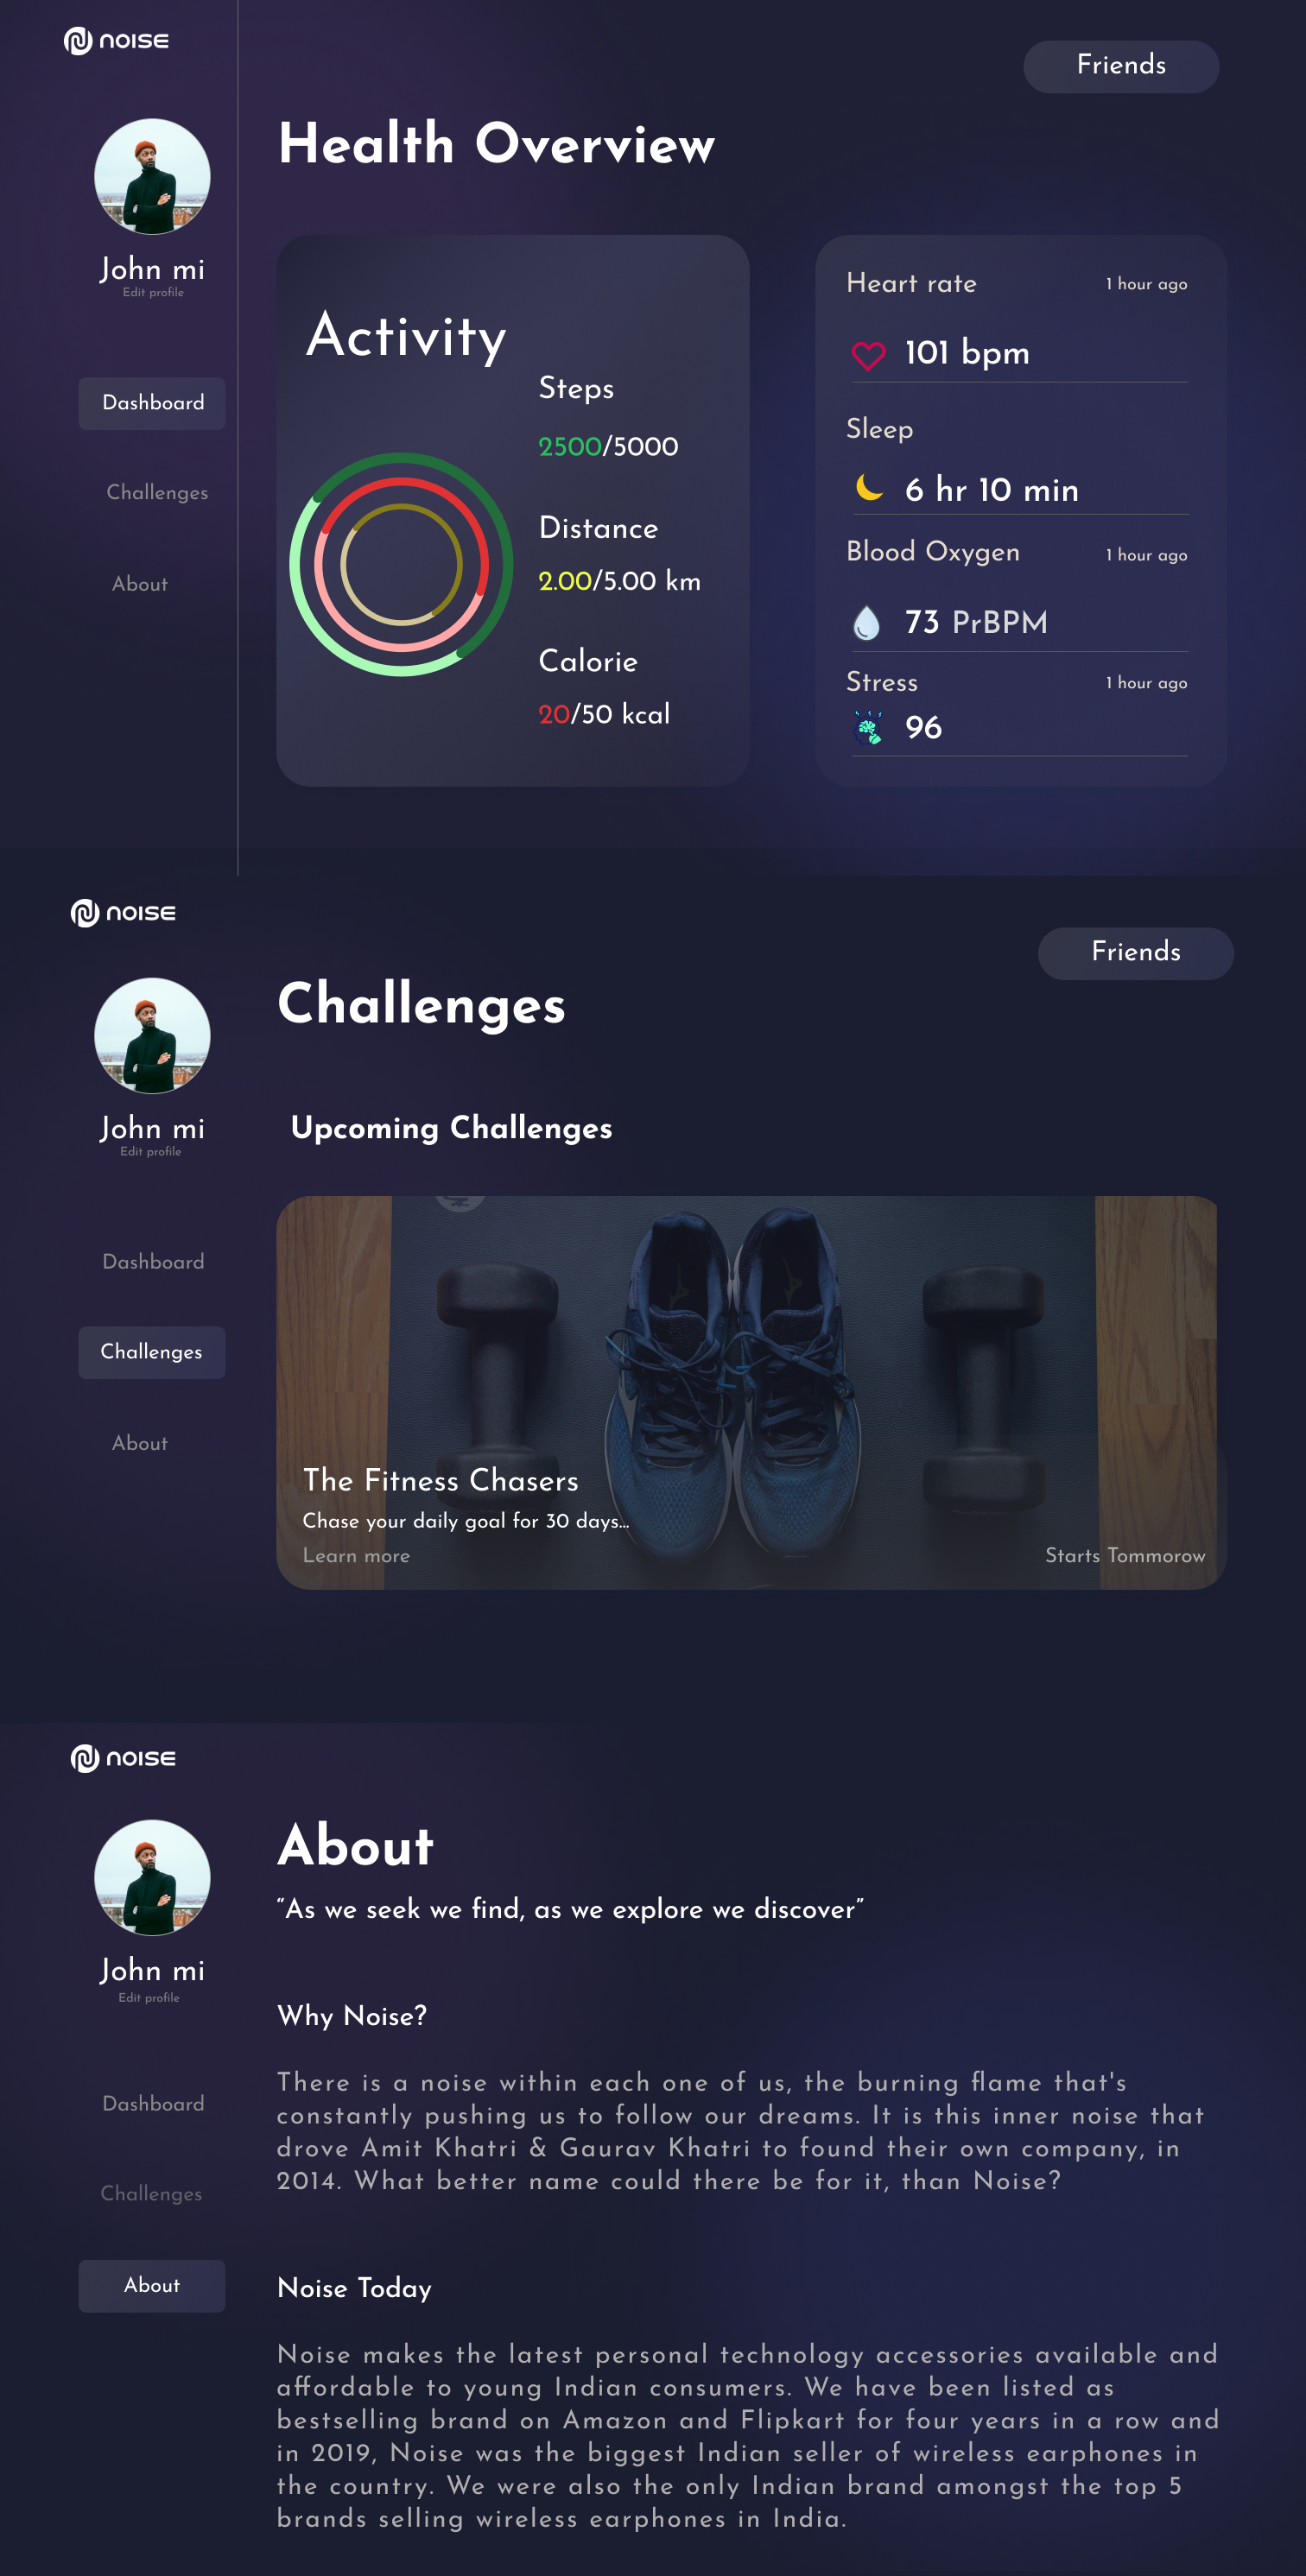 NOISE
Friends
Health Overview
John mi
Edit profile
Dashboard
Challenges
About
Activity
Steps
2500/5000
Distance
2.00/5.00 km
Calorie
20/50 kcal
Heart rate
1 hour ago
101 bpm
Sleep
6 hr 10 min
Blood Oxygen
1 hour ago
73 PrBPM
Stress
1 hour ago
96
NOISE
Friends
Challenges
John mi
Edit profile
Dashboard
Challenges
About
Upcoming Challenges
The Fitness Chasers
Chase your daily goal for 30 days...
Learn more
Starts Tommorow
NOISE
John mi
Edit profile
Dashboard
Challenges
About
About
“As we seek we find, as we explore we discover”
Why Noise?
There is a noise within each one of us, the burning flame that's
constantly pushing us to follow our dreams. It is this inner noise that
drove Amit Khatri & Gaurav Khatri to found their own company, in
2014. What better name could there be for it, than Noise?
Noise Today
Noise makes the latest personal technology accessories available and
affordable to young Indian consumers. We have been listed as
bestselling brand on Amazon and Flipkart for four years in a row and
in 2019, Noise was the biggest Indian seller of wireless earphones in
the country. We were also the only Indian brand amongst the top 5
brands selling wireless earphones in India.